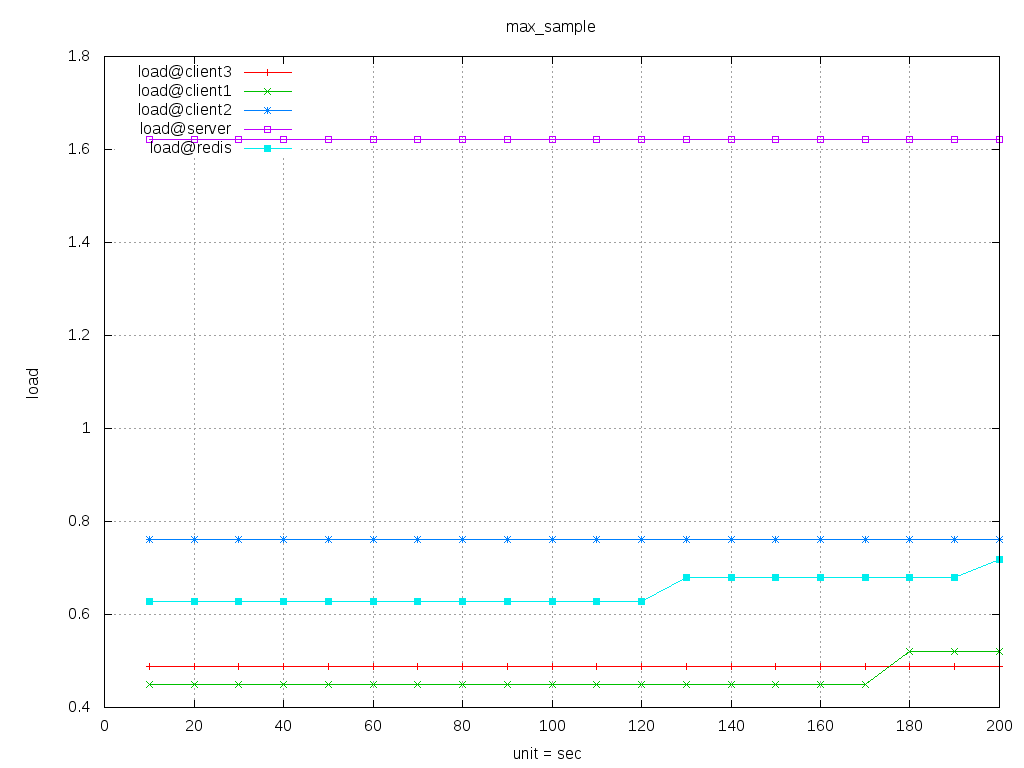 max_sample
load@client3
load@client1
load@client2
load@server
load@redis
1.8
1.6
1.4
1.2
1
0.8
0.6
0.4
load
0 20 40 60 80 100 120 140 160 180 200
unit = sec